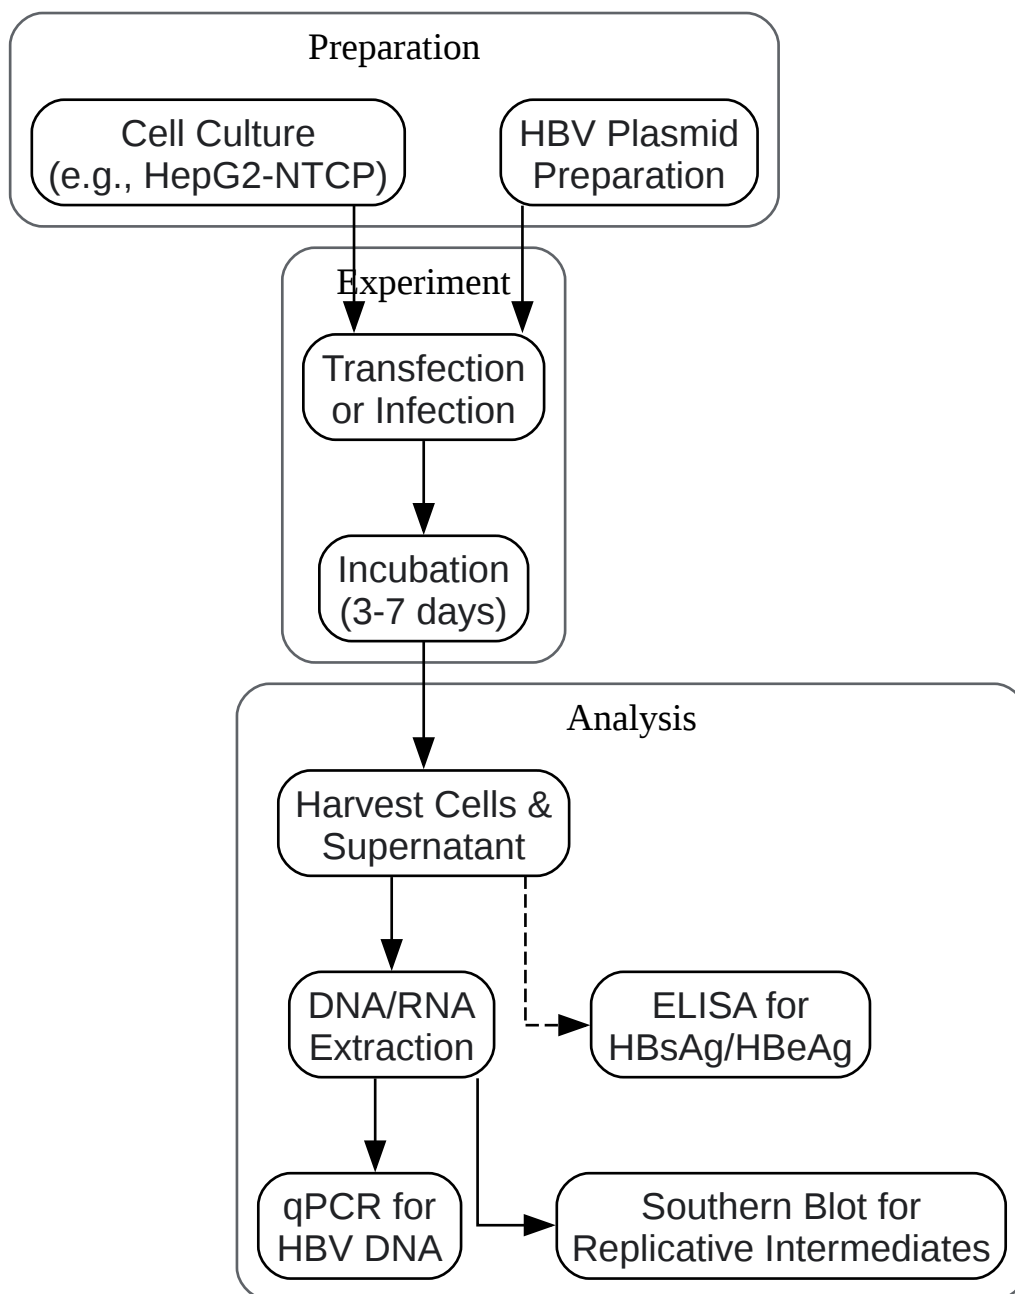 Preparation
Cell Culture
(e.g., HepG2-NTCP)
HBV Plasmid
Preparation
Experiment
Transfection
or Infection
Incubation
(3-7 days)
Analysis
Harvest Cells &
Supernatant
DNA/RNA
Extraction
ELISA for
HBsAg/HBeAg
qPCR for
HBV DNA
Southern Blot for
Replicative Intermediates